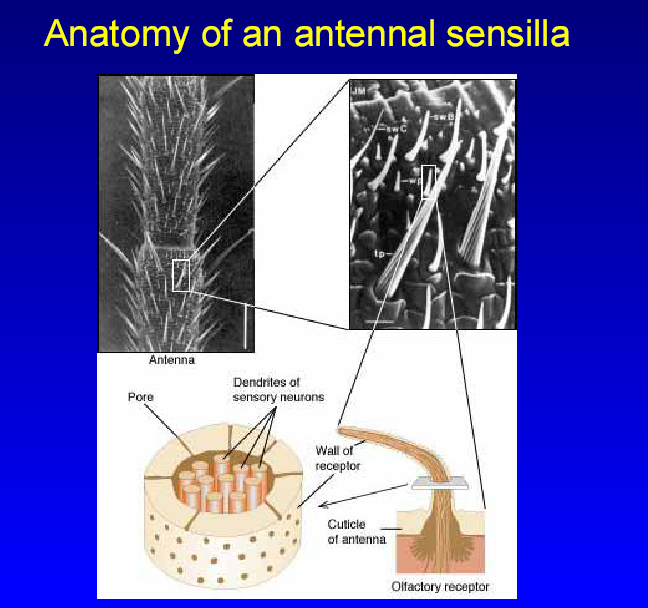 Anatomy of an antennal sensilla
JM
swB
swC
tp
Antenna
Dendrites of
sensory neurons
Pore
Wall of
receptor
Cuticle
of antenna
Olfactory receptor